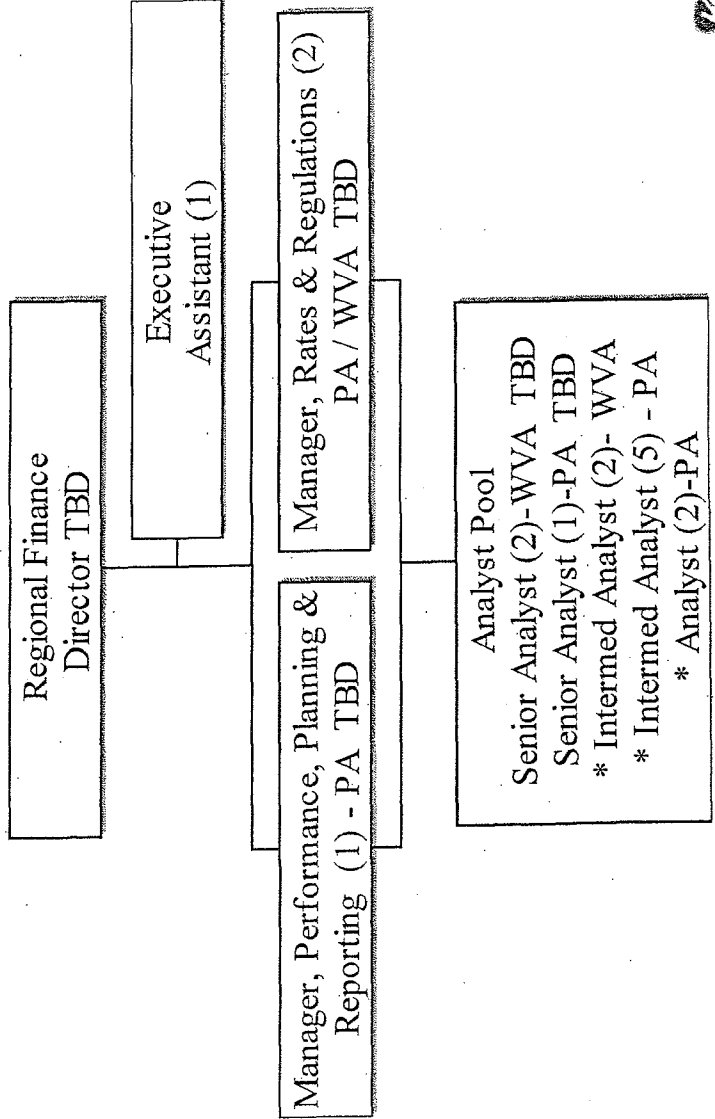 Regional Finance
Director TBD
Executive
Assistant (1)
Manager, Performance, Planning &
Reporting (1) - PA TBD
Manager, Rates & Regulations (2)
PA / WVA TBD
Analyst Pool
Senior Analyst (2)-WVA TBD
Senior Analyst (1)-PA TBD
* Intermed Analyst (2)- WVA
* Intermed Analyst (5) - PA
* Analyst (2)-PA